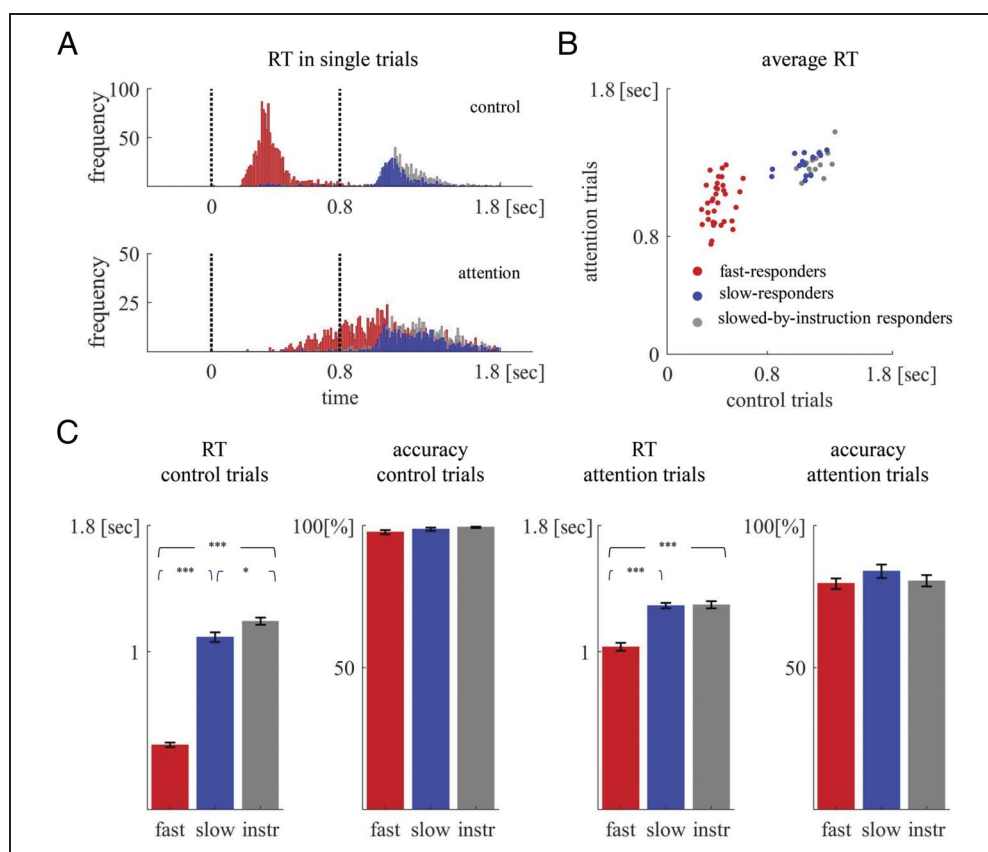 A
RT in single trials
100
50
frequency
control
0
0.8
1.8 [sec]
50
25
frequency
attention
0
0.8
1.8 [sec]
time
B
average RT
1.8 [sec]
0.8
0
attention trials
fast-responders
slow-responders
slowed-by-instruction responders
0
0.8
1.8 [sec]
control trials
C
RT
control trials
1.8 [sec]
1
***
***
*
fast slow instr
accuracy
control trials
100[%]
50
fast slow instr
RT
attention trials
1.8 [sec]
1
***
***
fast slow instr
accuracy
attention trials
100[%]
50
fast slow instr